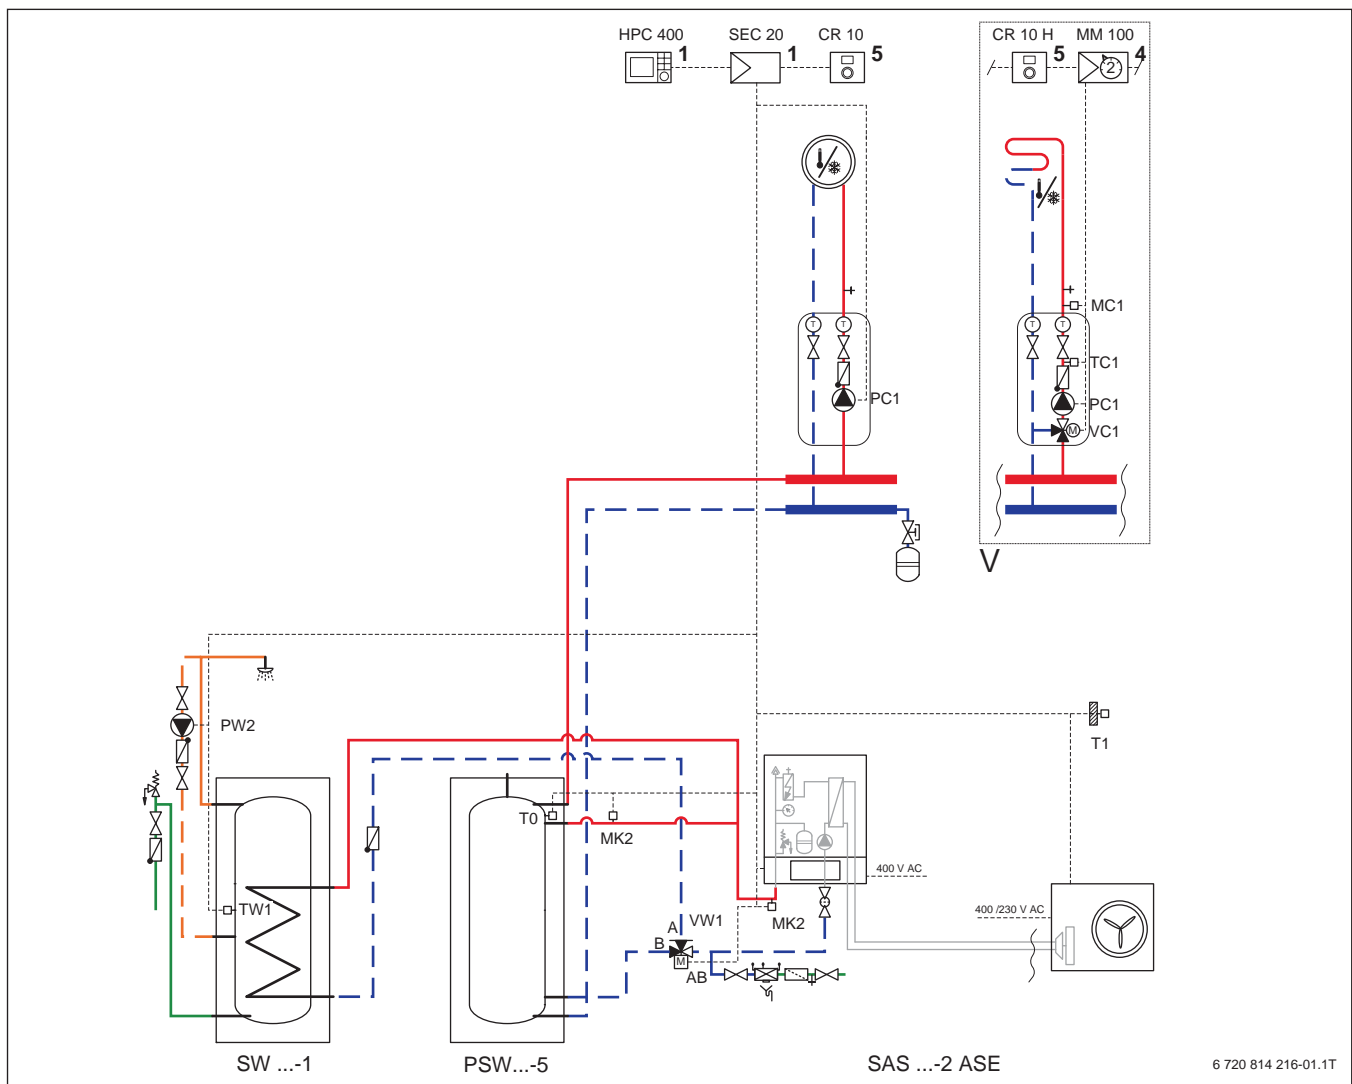 HPC 400 SEC 20 CR 10 CR 10 H MM 100
1 1 5 5 4
2
MC1
T T T T
TC1
PC1 PC1
M VC1
V
PW2
T1
T0
MK2
400 V AC
TW1
A VW1 MK2 400 /230 V AC
B
M
AB
SW ...-1 PSW...-5 SAS ...-2 ASE
6 720 814 216-01.1T